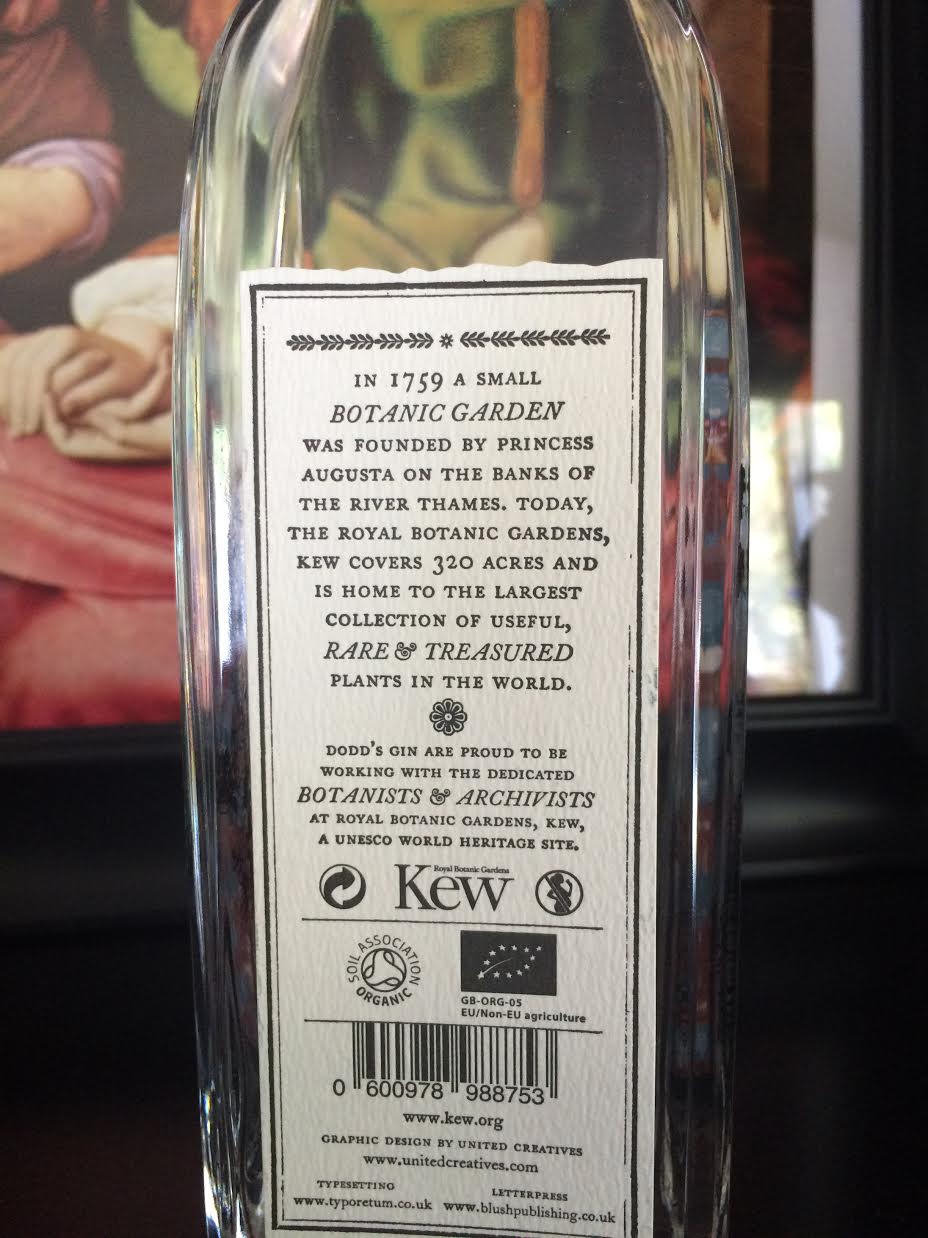 IN 1759 A SMALL
BOTANIC GARDEN
WAS FOUNDED BY PRINCESS
AUGUSTA ON THE BANKS OF
THE RIVER THAMES. TODAY,
THE ROYAL BOTANIC GARDENS,
KEW COVERS 320 ACRES AND
IS HOME TO THE LARGEST
COLLECTION OF USEFUL,
RARE & TREASURED
PLANTS IN THE WORLD.
DODD'S GIN ARE PROUD TO BE
WORKING WITH THE DEDICATED
BOTANISTS & ARCHIVISTS
AT ROYAL BOTANIC GARDENS, KEW,
A UNESCO WORLD HERITAGE SITE.
Royal Botanic Gardens
Kew
SOIL ASSOCIATION
ORGANIC
GB-ORG-05
EU/Non-EU agriculture
0 600978 988753
www.kew.org
GRAPHIC DESIGN BY UNITED CREATIVES
www.unitedcreatives.com
TYPESETTING LETTERPRESS
www.typoretum.co.uk www.blushpublishing.co.uk